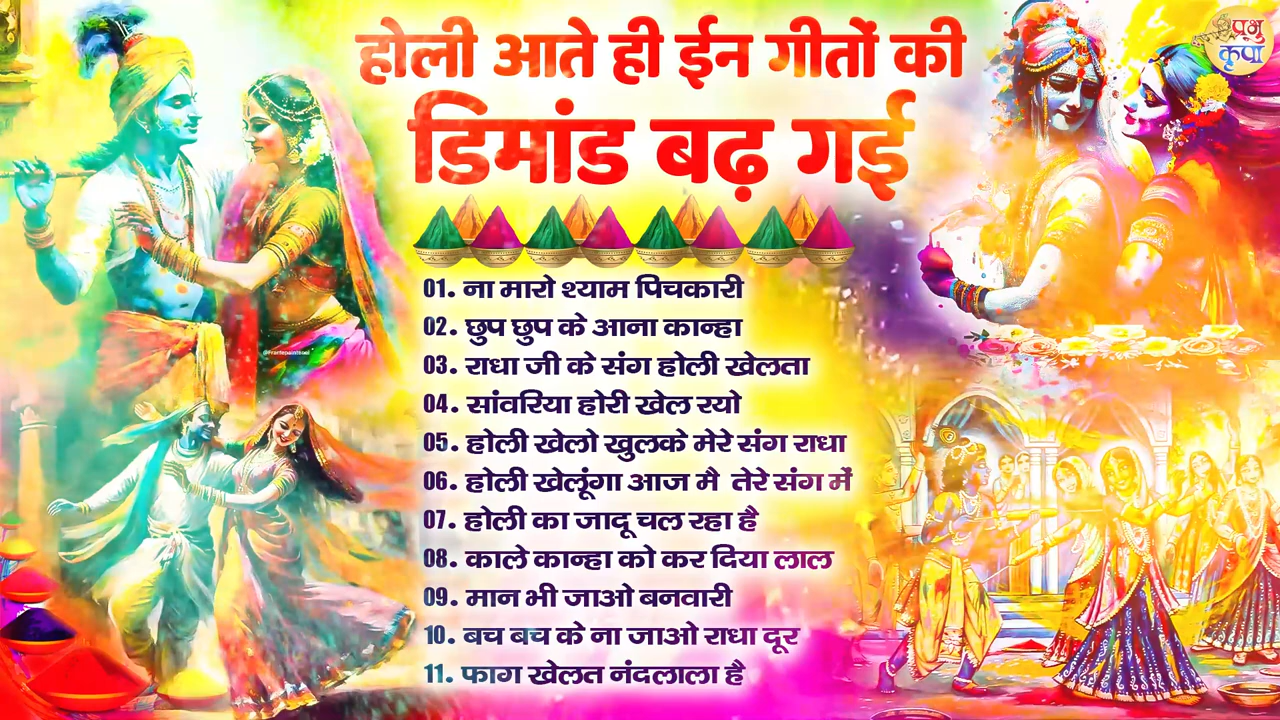 होली आते ही ईन गीतों की
डिमांड बढ़ गई
प्रभु
कृपा
01. ना मारो श्याम पिचकारी
02. छुप छुप के आना कान्हा
03. राधा जी के संग होली खेलता
04. सांवरिया होरी खेल रयो
05. होली खेलो खुलके मेरे संग राधा
06. होली खेलूंगा आज मै तेरे संग में
07. होली का जादू चल रहा है
08. काले कान्हा को कर दिया लाल
09. मान भी जाओ बनवारी
10. बच बच के ना जाओ राधा दूर
11. फाग खेलत नंदलाला है